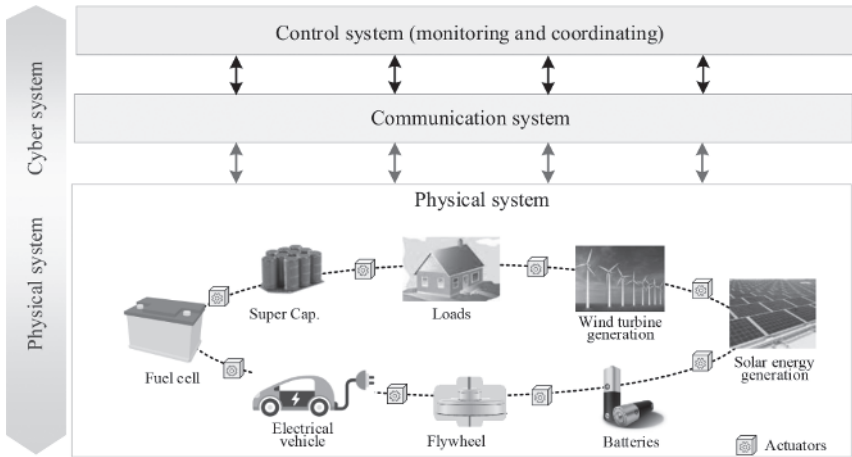 Cyber system
Physical system
Control system (monitoring and coordinating)
Communication system
Physical system
Super Cap.
Loads
Wind turbine
generation
Solar energy
generation
Fuel cell
Electrical
vehicle
Flywheel
Batteries
Actuators